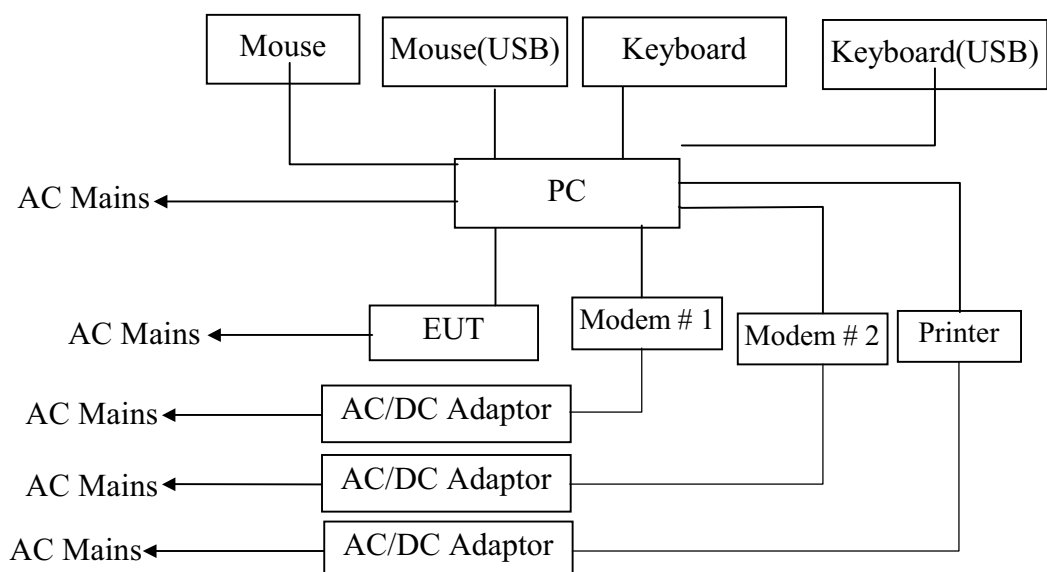 Mouse
Mouse(USB)
Keyboard
Keyboard(USB)
AC Mains
PC
AC Mains
EUT
Modem # 1
Modem # 2
Printer
AC Mains
AC/DC Adaptor
AC Mains
AC/DC Adaptor
AC Mains
AC/DC Adaptor